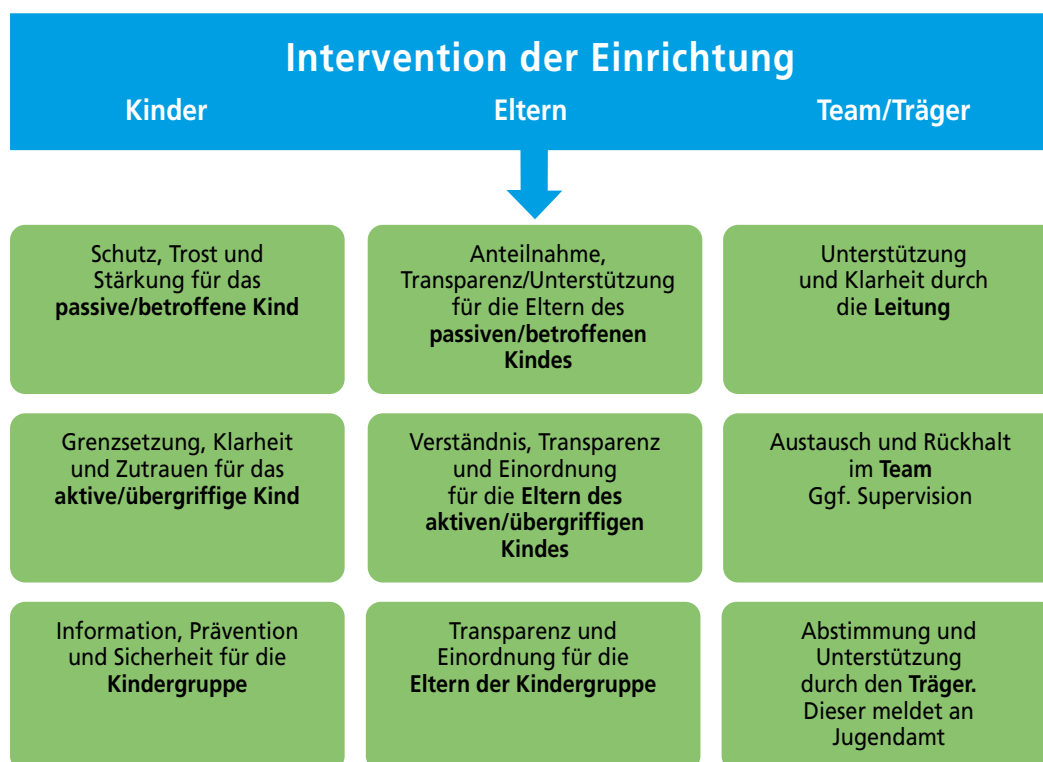 Intervention der Einrichtung
Kinder
Eltern
Team/Träger
Schutz, Trost und
Stärkung für das
passive/betroffene Kind
Anteilnahme,
Transparenz/Unterstützung
für die Eltern des
passiven/betroffenen
Kindes
Unterstützung
und Klarheit durch
die Leitung
Grenzsetzung, Klarheit
und Zutrauen für das
aktive/übergriffige Kind
Verständnis, Transparenz
und Einordnung
für die Eltern des
aktiven/übergriffigen
Kindes
Austausch und Rückhalt
im Team
Ggf. Supervision
Information, Prävention
und Sicherheit für die
Kindergruppe
Transparenz und
Einordnung für die
Eltern der Kindergruppe
Abstimmung und
Unterstützung
durch den Träger.
Dieser meldet an
Jugendamt